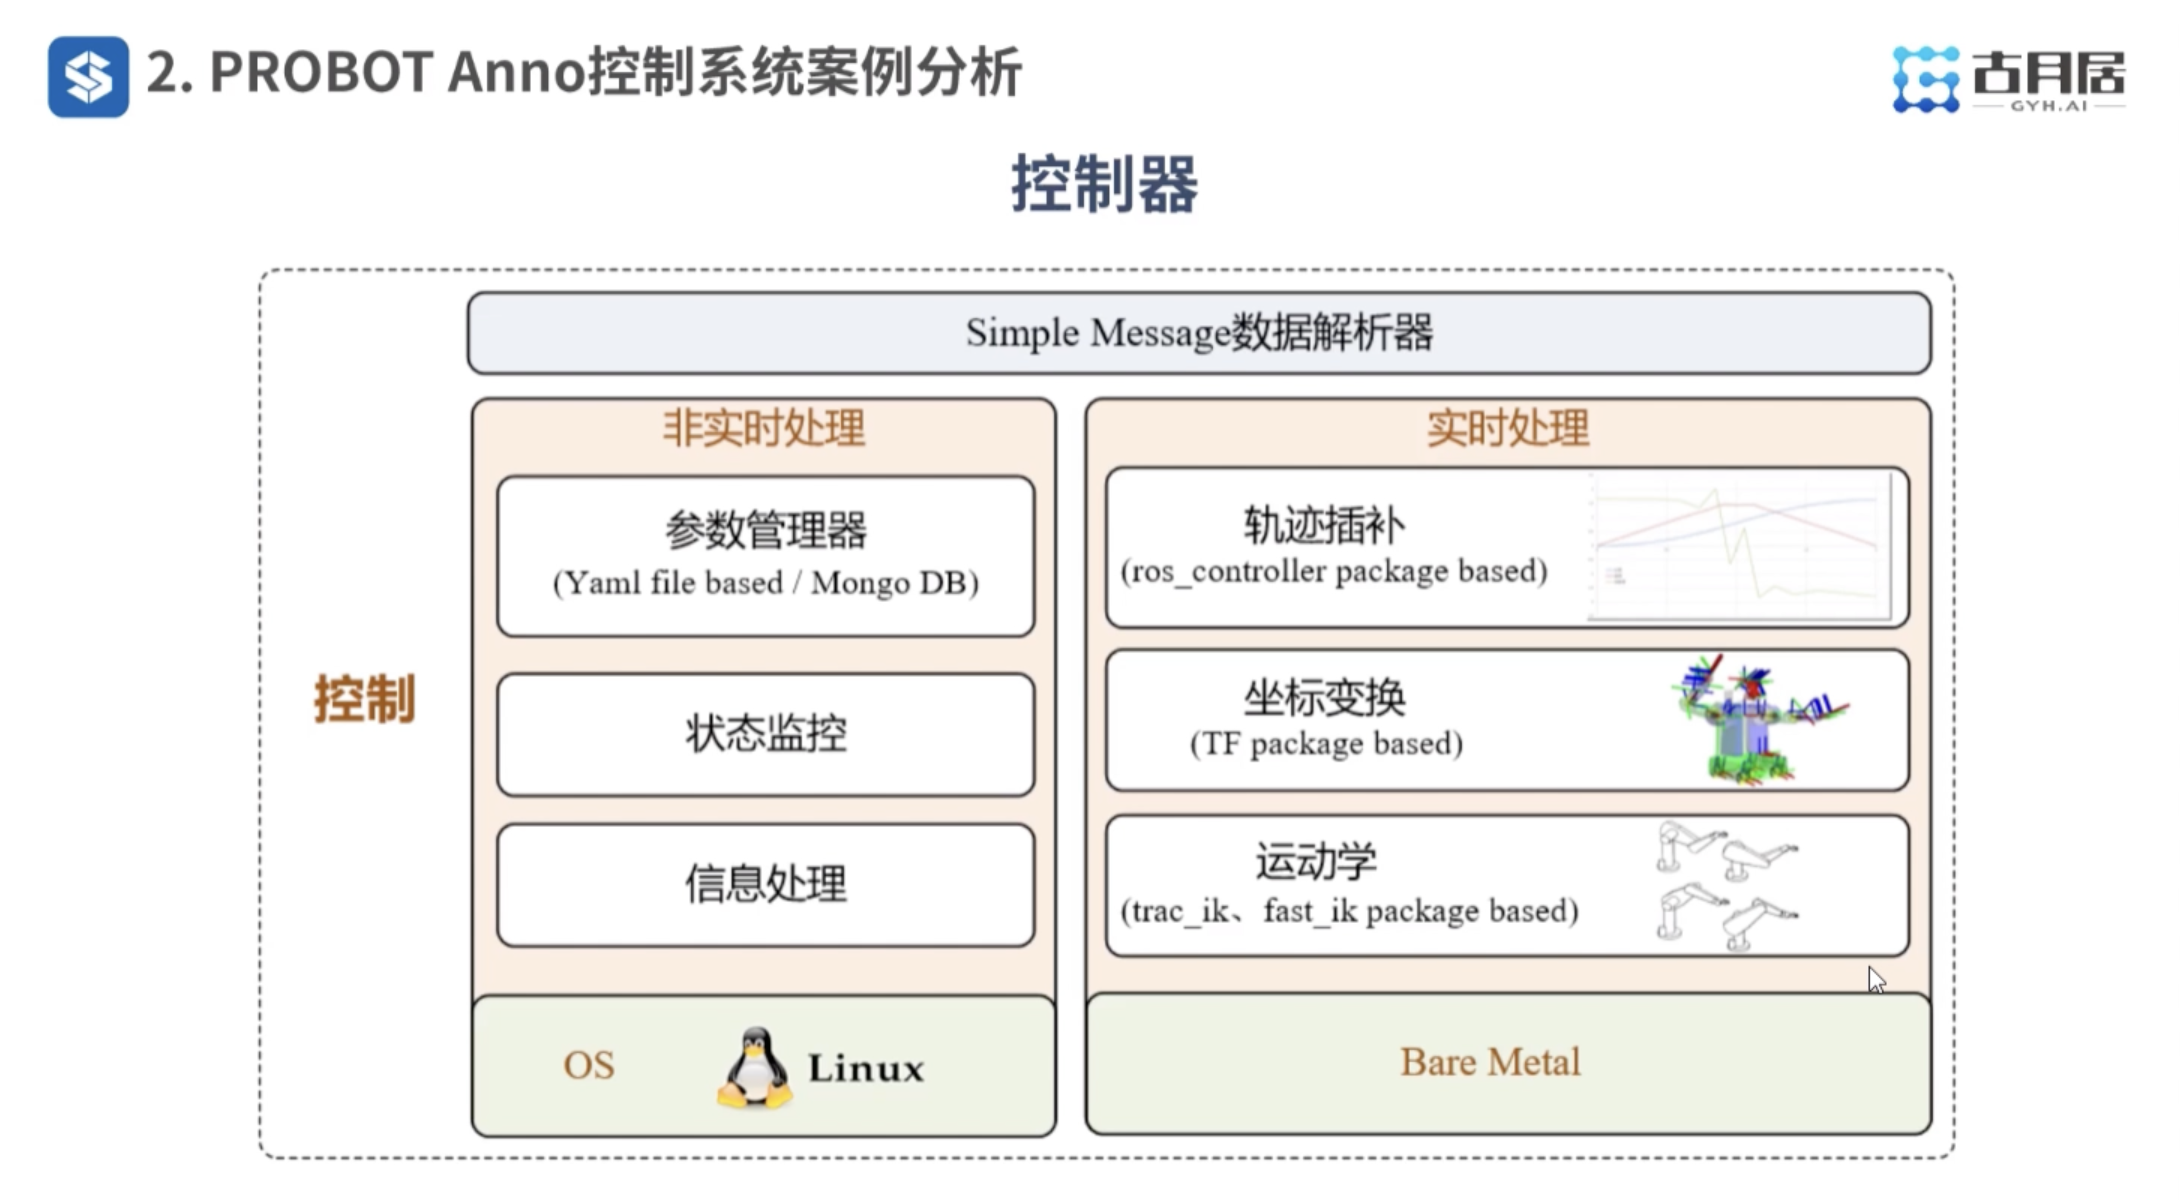 2. PROBOT Anno控制系统案例分析
古月居
GYH.AI
控制器
Simple Message数据解析器
控制
非实时处理
参数管理器
(Yaml file based / Mongo DB)
状态监控
信息处理
OS
Linux
实时处理
轨迹插补
(ros_controller package based)
坐标变换
(TF package based)
运动学
(trac_ik、fast_ik package based)
Bare Metal